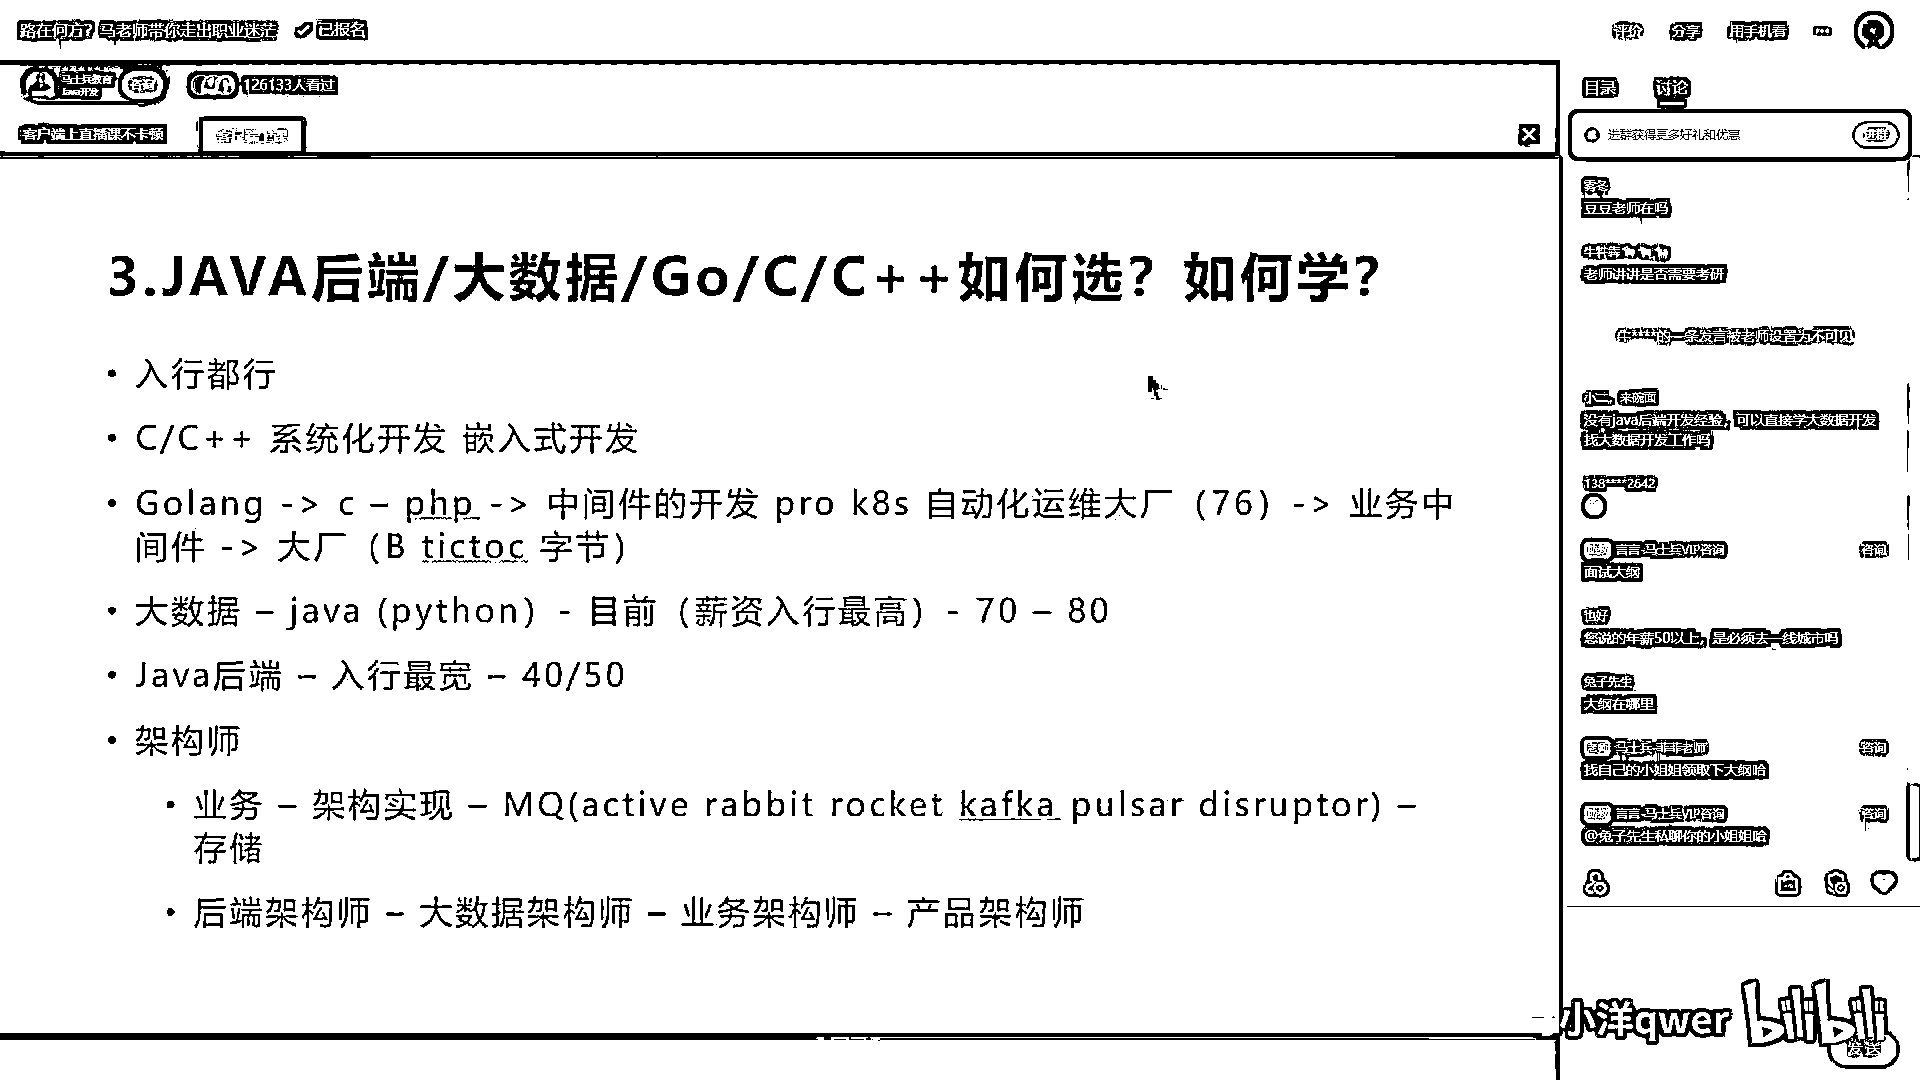 路在何方？马老师带你走出职业迷茫 已报名
评价 分享 用手机看
马士兵教育
Java开发
咨询
126133人看过
客户端上直播课不卡顿
目录 讨论
进群获得更多好礼和优惠 进群
3.JAVA后端/大数据/Go/C/C++如何选？如何学？
• 入行都行
• C/C++ 系统化开发 嵌入式开发
• Golang -> c – php -> 中间件的开发 pro k8s 自动化运维大厂（76）-> 业务中
间件 -> 大厂（B tictoc 字节）
• 大数据 – java (python) - 目前（薪资入行最高）- 70 – 80
• Java后端 – 入行最宽 – 40/50
• 架构师
• 业务 – 架构实现 – MQ(active rabbit rocket kafka pulsar disruptor) –
存储
• 后端架构师 – 大数据架构师 – 业务架构师 – 产品架构师
雾冬
豆豆老师在吗
老师讲讲是否需要考研
牛****的一条发言被老师设置为不可见
小二，来碗面
没有java后端开发经验，可以直接学大数据开发
找大数据开发工作吗
138****2642
言言-马士兵VIP咨询 咨询
面试大纲
也好
您说的年薪50以上，是必须去一线城市吗
兔子先生
大纲在哪里
马士兵-菲菲老师 咨询
找自己的小姐姐领取下大纲哈
言言-马士兵VIP咨询 咨询
@兔子先生私聊你的小姐姐哈
小洋qwer bilibili
发送